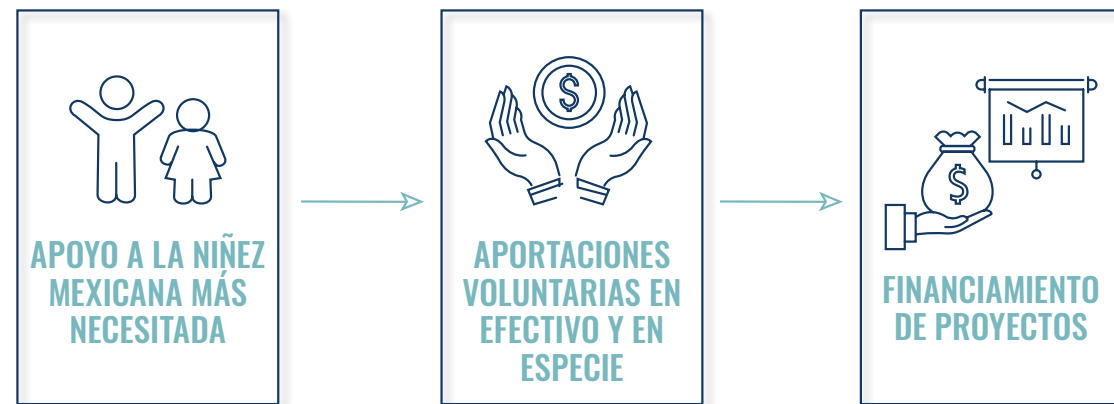 APOYO A LA NIÑEZ
MEXICANA MÁS
NECESITADA
APORTACIONES
VOLUNTARIAS EN
EFECTIVO Y EN
ESPECIE
FINANCIAMIENTO
DE PROYECTOS